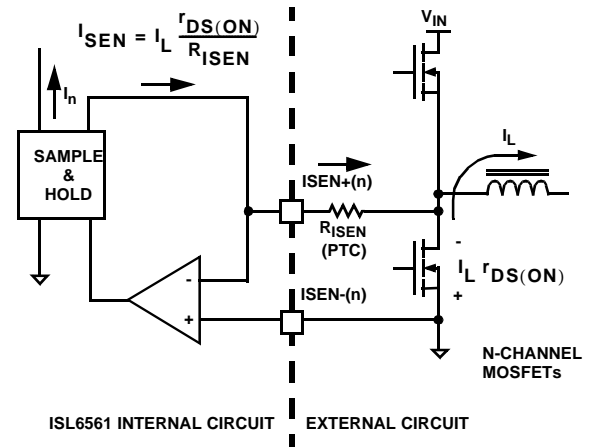 I_SEN = I_L r_DS(ON) / R_ISEN
V_IN
I_n
SAMPLE
&
HOLD
I_L
ISEN+(n)
R_ISEN
(PTC)
-
I_L r_DS(ON)
+
-
+
ISEN-(n)
N-CHANNEL
MOSFETs
ISL6561 INTERNAL CIRCUIT
EXTERNAL CIRCUIT